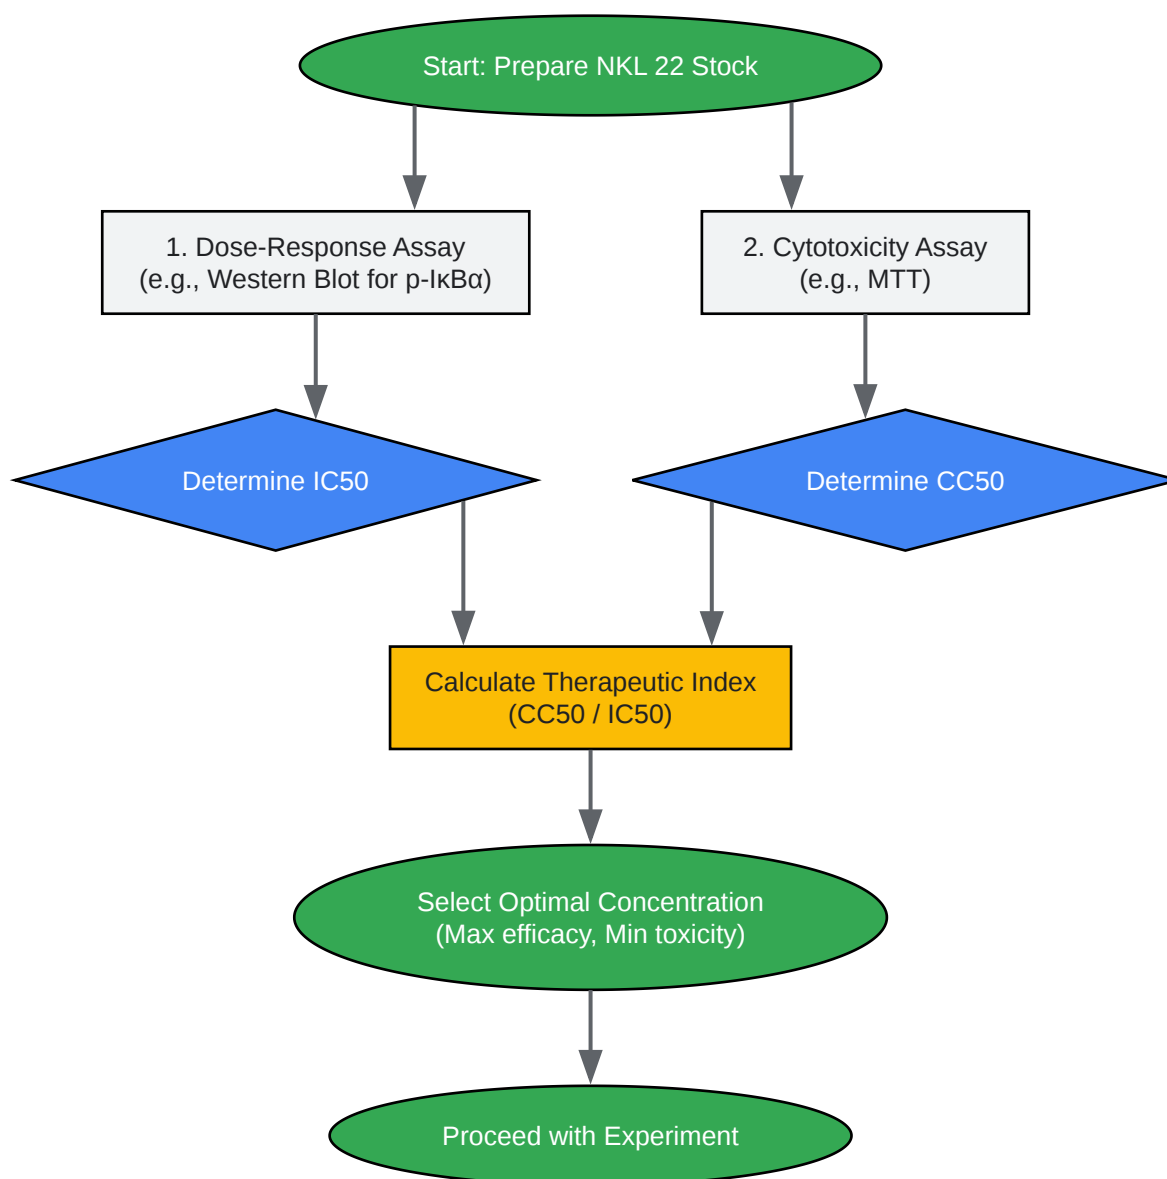 Start: Prepare NKL 22 Stock
1. Dose-Response Assay
(e.g., Western Blot for p-IκBα)
2. Cytotoxicity Assay
(e.g., MTT)
Determine IC50
Determine CC50
Calculate Therapeutic Index
(CC50 / IC50)
Select Optimal Concentration
(Max efficacy, Min toxicity)
Proceed with Experiment